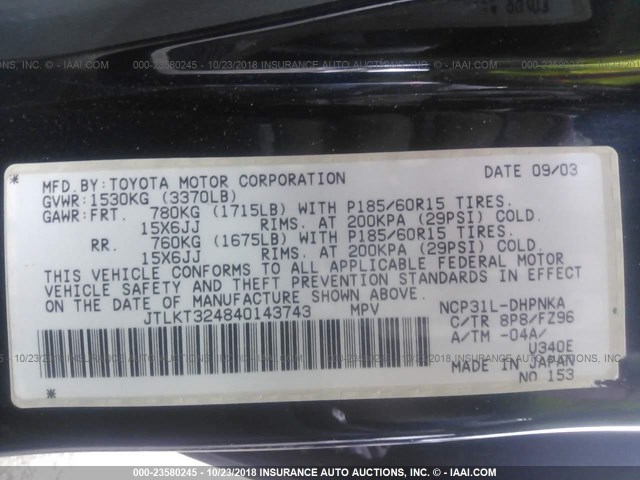 000-23580245 - 10/23/2018 INSURANCE AUTO AUCTIONS, INC. - © - IAAI.COM
MFD.BY:TOYOTA MOTOR CORPORATION DATE 09/03
GVWR:1530KG (3370LB)
GAWR:FRT. 780KG (1715LB) WITH P185/60R15 TIRES.
15X6JJ RIMS. AT 200KPA (29PSI) COLD.
RR. 760KG (1675LB) WITH P185/60R15 TIRES.
15X6JJ RIMS. AT 200KPA (29PSI) COLD.
THIS VEHICLE CONFORMS TO ALL APPLICABLE FEDERAL MOTOR
VEHICLE SAFETY AND THEFT PREVENTION STANDARDS IN EFFECT
ON THE DATE OF MANUFACTURE SHOWN ABOVE.
JTLKT324840143743 MPV NCP31L-DHPNKA
C/TR 8P8/FZ96
A/TM -04A/
U340E
MADE IN JAPAN
NO 153
000-23580245 - 10/23/2018 INSURANCE AUTO AUCTIONS, INC. - © - IAAI.COM